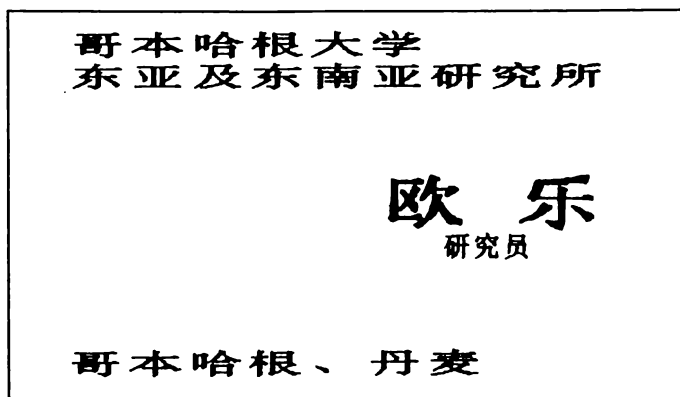 哥本哈根大学
东亚及东南亚研究所
欧 乐
研究员
哥本哈根、丹麦